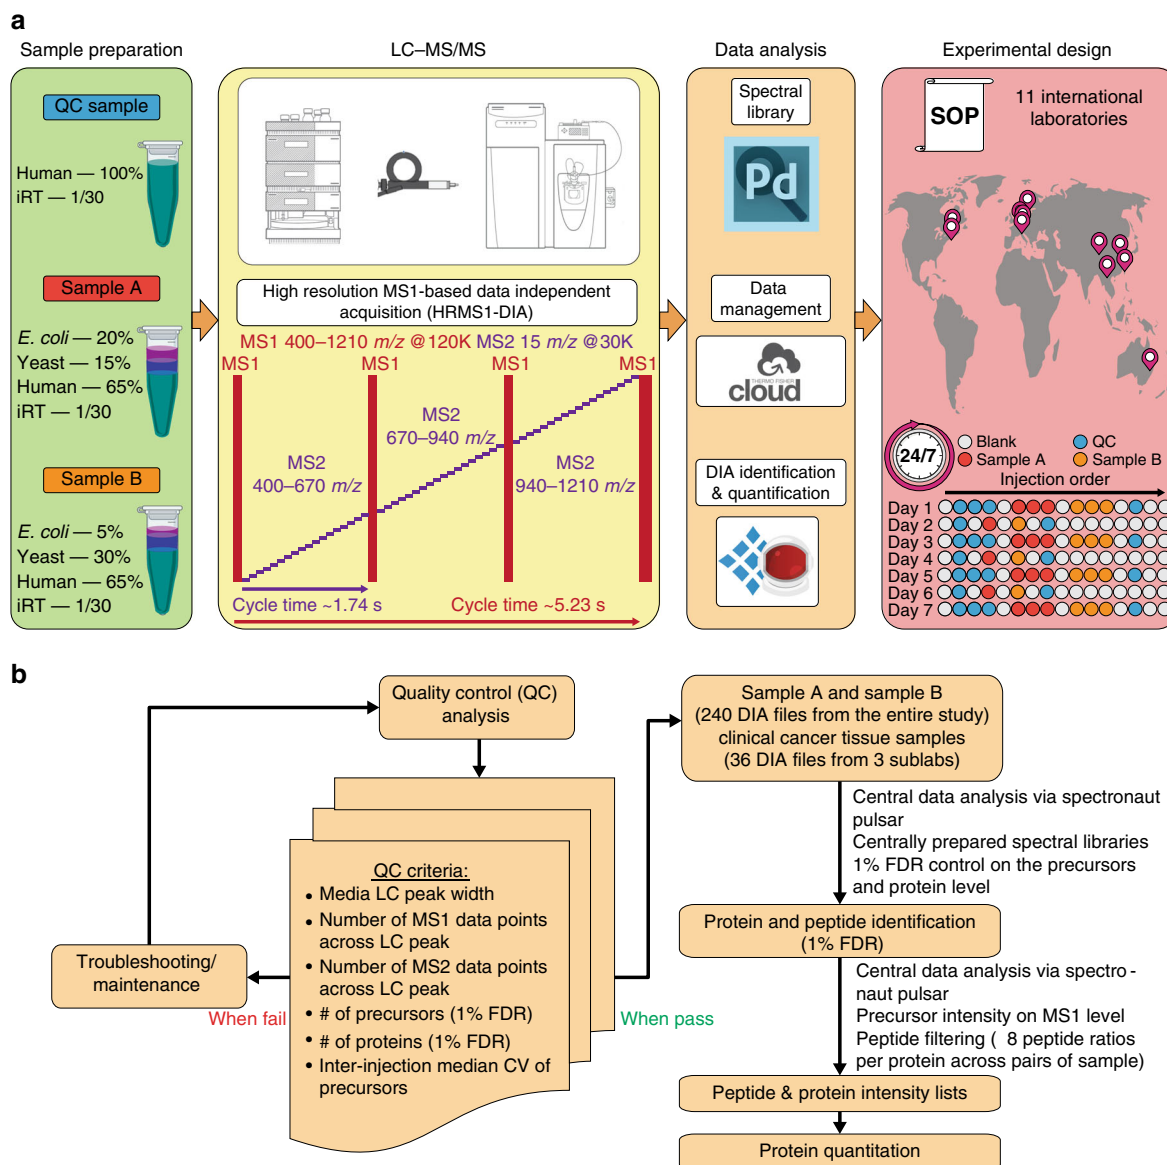 a
Sample preparation
LC–MS/MS
Data analysis
Experimental design
QC sample
Human — 100%
iRT — 1/30
Sample A
E. coli — 20%
Yeast — 15%
Human — 65%
iRT — 1/30
Sample B
E. coli — 5%
Yeast — 30%
Human — 65%
iRT — 1/30
High resolution MS1-based data independent
acquisition (HRMS1-DIA)
MS1 400–1210 m/z @120K MS2 15 m/z @30K
MS1 MS1 MS1 MS1
MS2
670–940 m/z
MS2
400–670 m/z
MS2
940–1210 m/z
Cycle time ~1.74 s
Cycle time ~5.23 s
Spectral
library
Pd
Data
management
THERMO FISHER
cloud
DIA identification
& quantification
SOP
11 international
laboratories
24/7
Blank
QC
Sample A
Sample B
Injection order
Day 1
Day 2
Day 3
Day 4
Day 5
Day 6
Day 7
b
Quality control (QC)
analysis
QC criteria:
• Media LC peak width
• Number of MS1 data points
across LC peak
• Number of MS2 data points
across LC peak
• # of precursors (1% FDR)
• # of proteins (1% FDR)
• Inter-injection median CV of
precursors
Troubleshooting/
maintenance
When fail
When pass
Sample A and sample B
(240 DIA files from the entire study)
clinical cancer tissue samples
(36 DIA files from 3 sublabs)
Central data analysis via spectronaut
pulsar
Centrally prepared spectral libraries
1% FDR control on the precursors
and protein level
Protein and peptide identification
(1% FDR)
Central data analysis via spectro -
naut pulsar
Precursor intensity on MS1 level
Peptide filtering ( 8 peptide ratios
per protein across pairs of sample)
Peptide & protein intensity lists
Protein quantitation